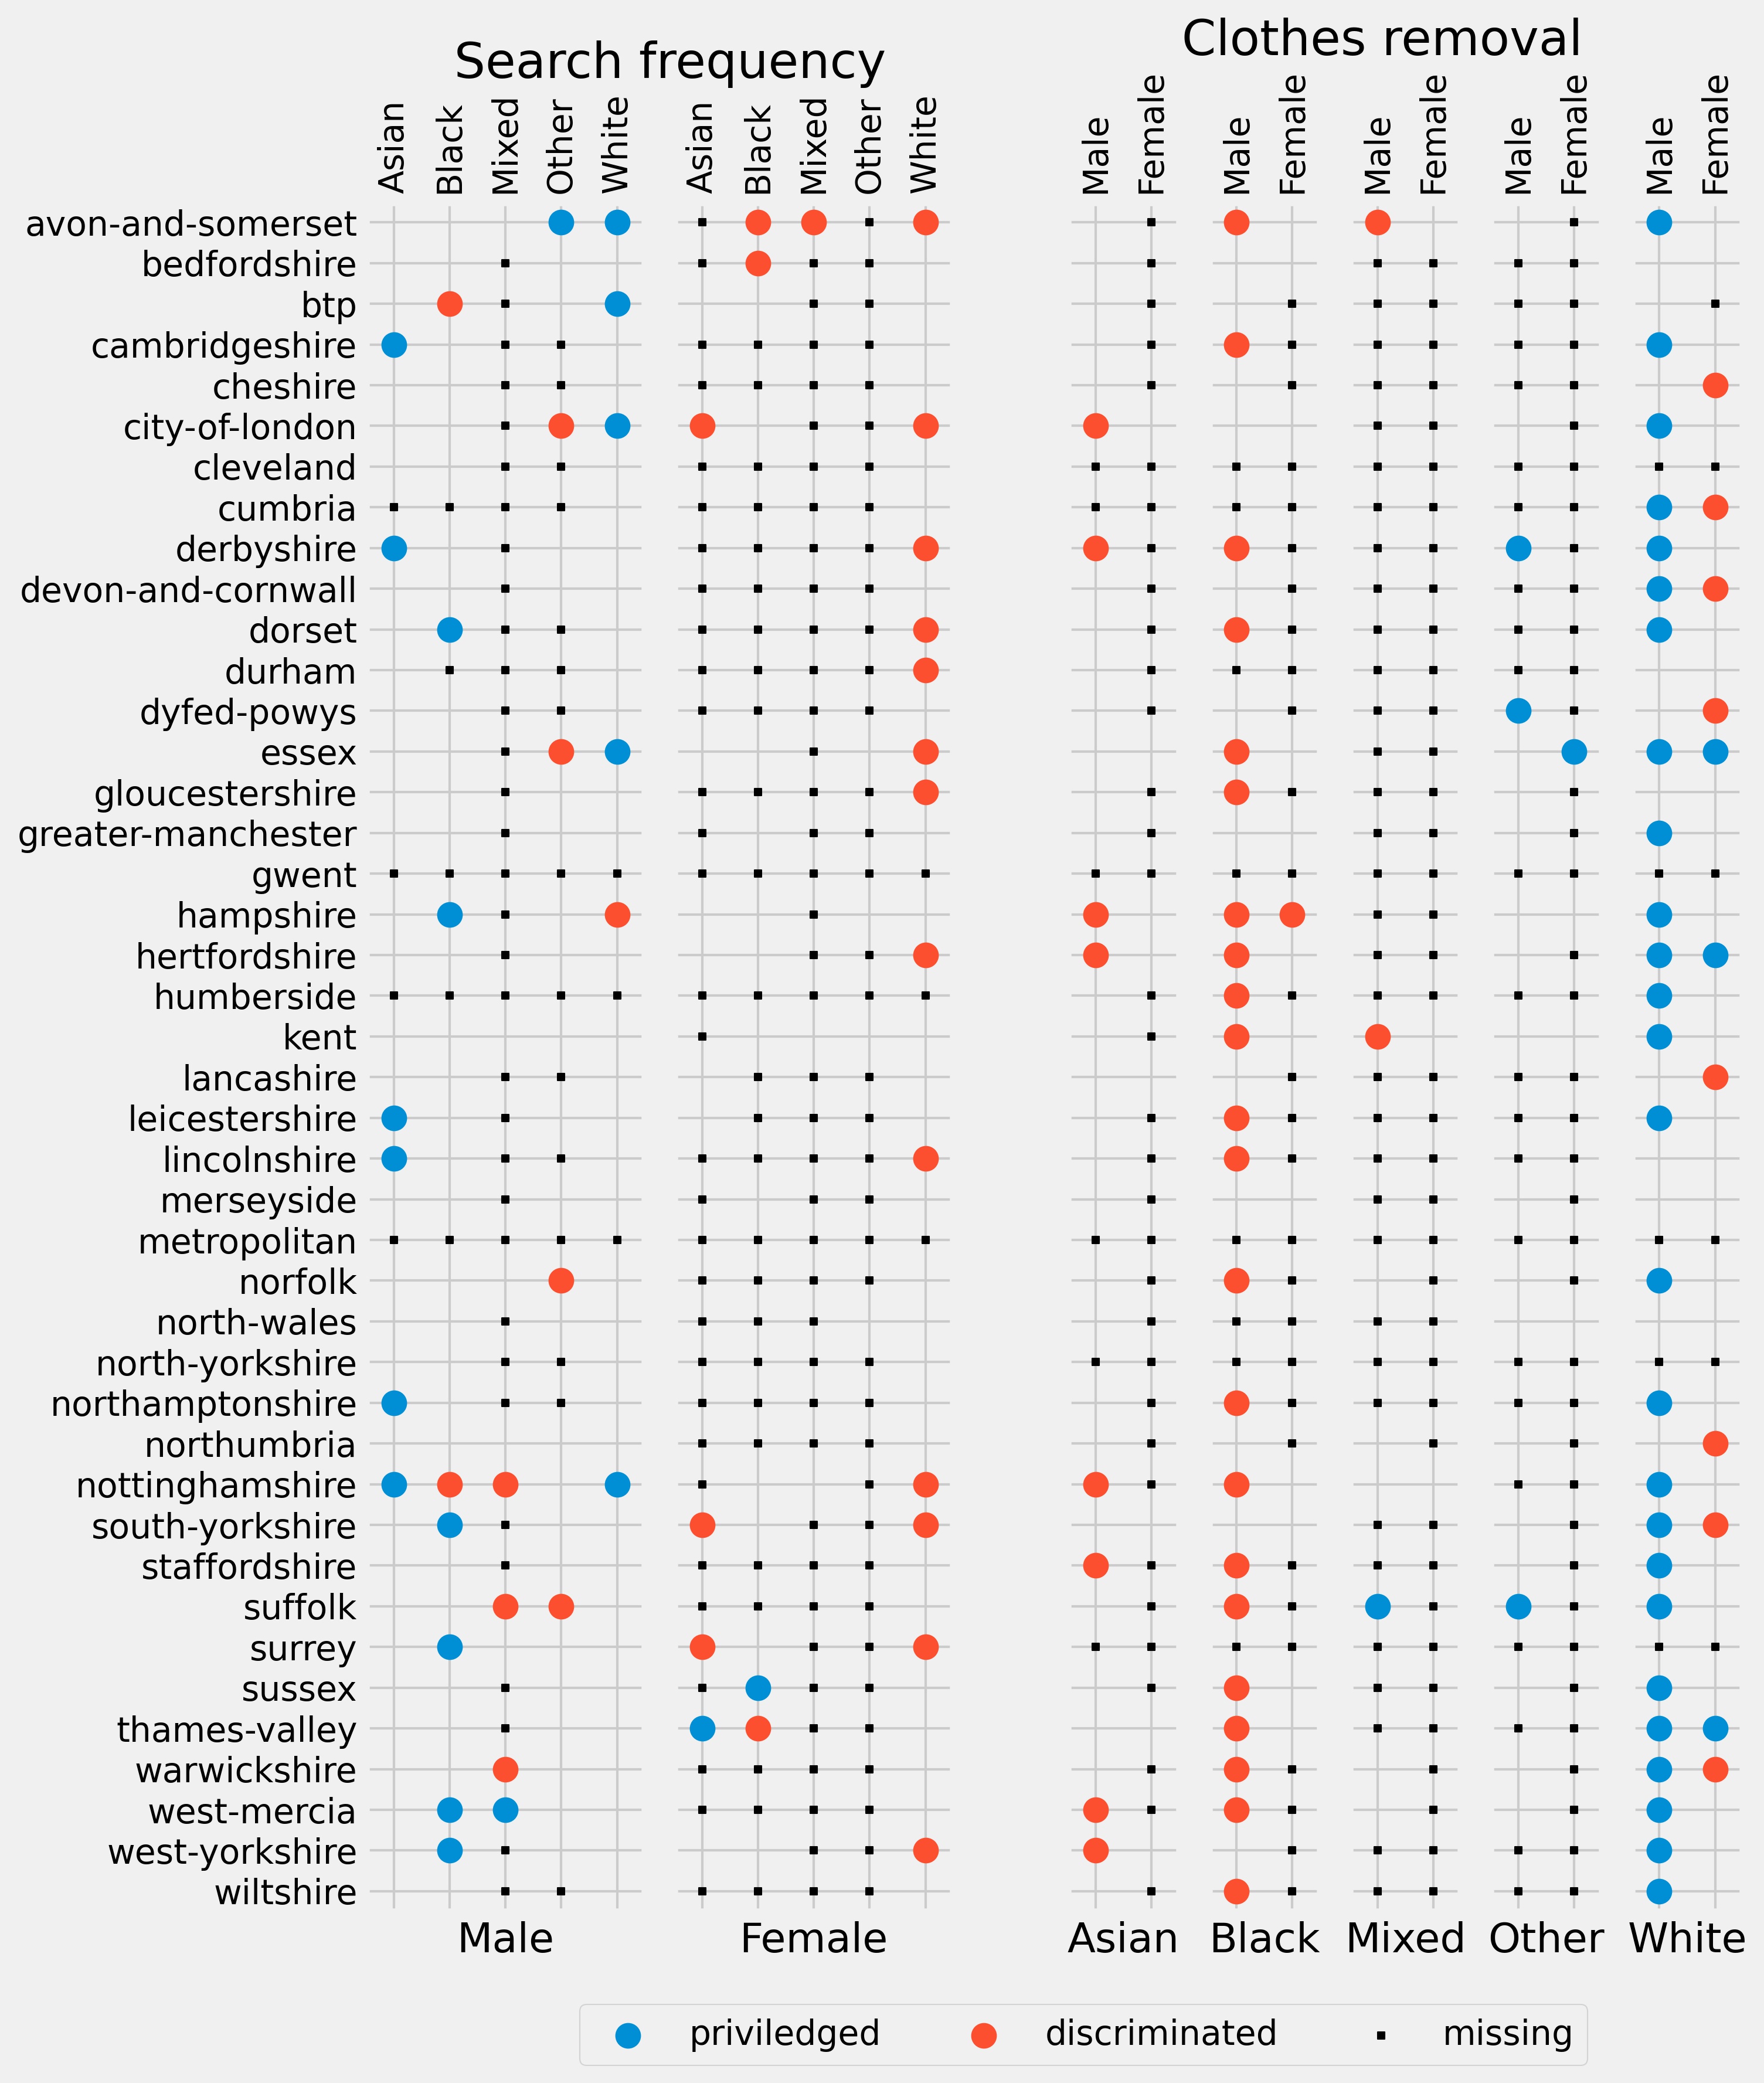 Search frequency
Clothes removal
Asian
Black
Mixed
Other
White
Asian
Black
Mixed
Other
White
Male
Female
Male
Female
Male
Female
Male
Female
Male
Female
avon-and-somerset
bedfordshire
btp
cambridgeshire
cheshire
city-of-london
cleveland
cumbria
derbyshire
devon-and-cornwall
dorset
durham
dyfed-powys
essex
gloucestershire
greater-manchester
gwent
hampshire
hertfordshire
humberside
kent
lancashire
leicestershire
lincolnshire
merseyside
metropolitan
norfolk
north-wales
north-yorkshire
northamptonshire
northumbria
nottinghamshire
south-yorkshire
staffordshire
suffolk
surrey
sussex
thames-valley
warwickshire
west-mercia
west-yorkshire
wiltshire
Male
Female
Asian
Black
Mixed
Other
White
priviledged
discriminated
missing